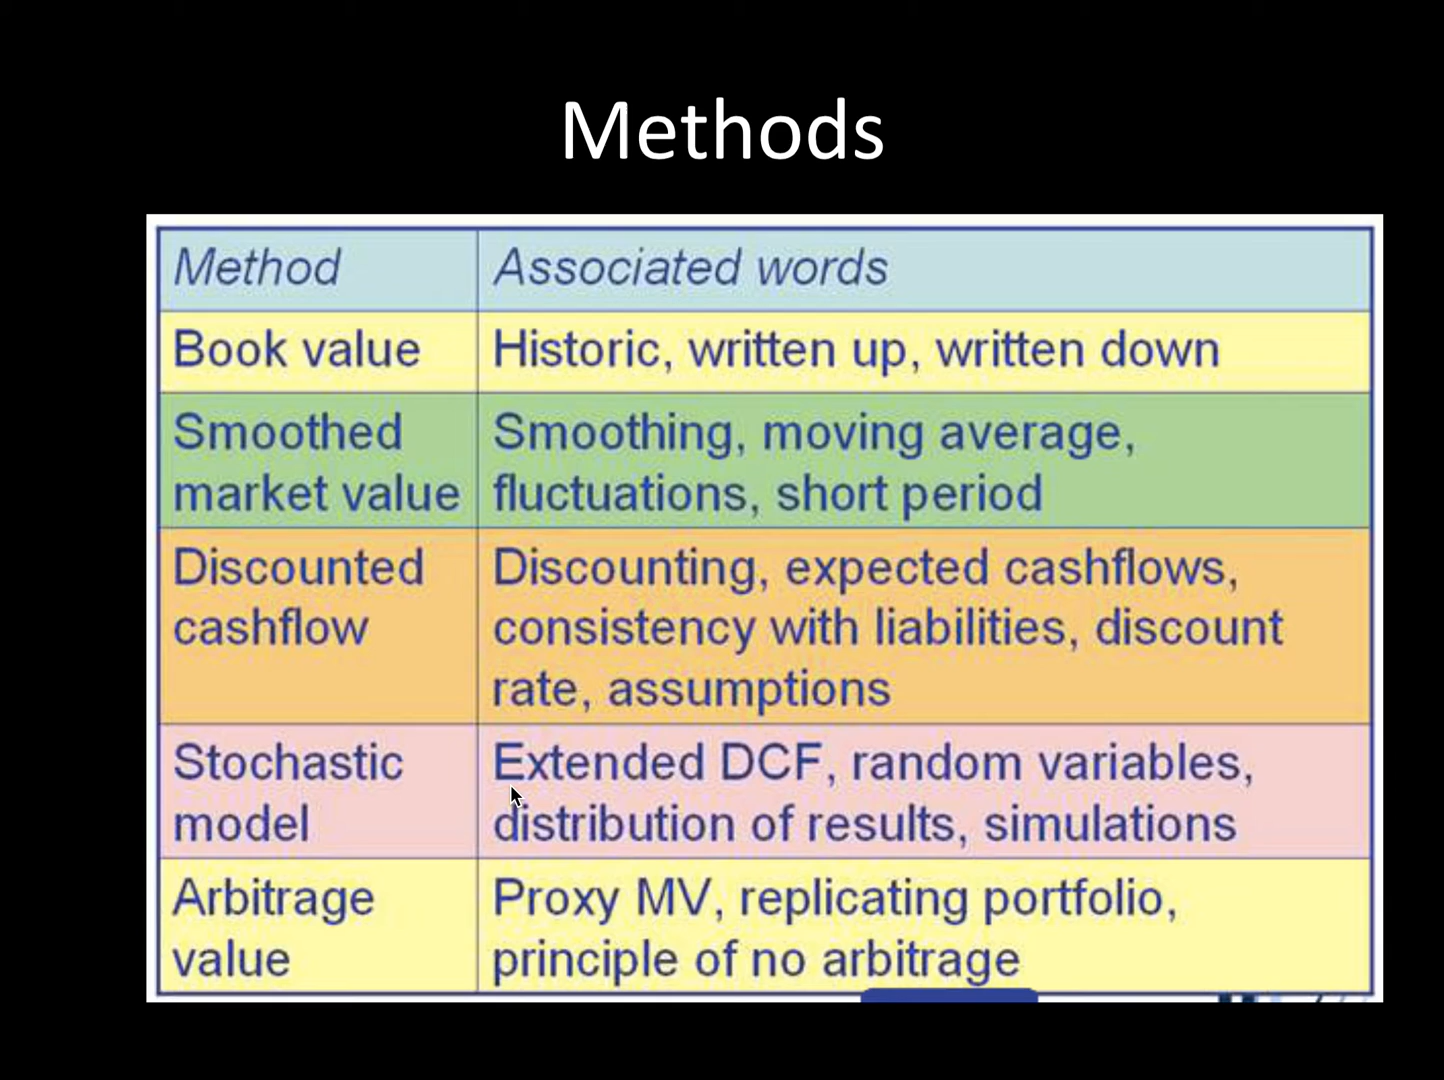 Methods
Method
Associated words
Book value
Historic, written up, written down
Smoothed
market value
Smoothing, moving average,
fluctuations, short period
Discounted
cashflow
Discounting, expected cashflows,
consistency with liabilities, discount
rate, assumptions
Stochastic
model
Extended DCF, random variables,
distribution of results, simulations
Arbitrage
value
Proxy MV, replicating portfolio,
principle of no arbitrage